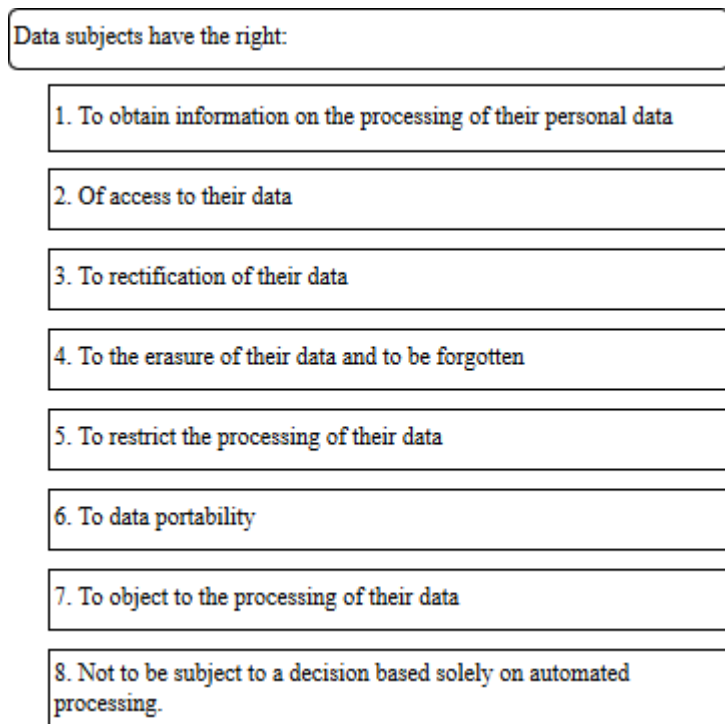 Data subjects have the right:
1. To obtain information on the processing of their personal data
2. Of access to their data
3. To rectification of their data
4. To the erasure of their data and to be forgotten
5. To restrict the processing of their data
6. To data portability
7. To object to the processing of their data
8. Not to be subject to a decision based solely on automated
processing.